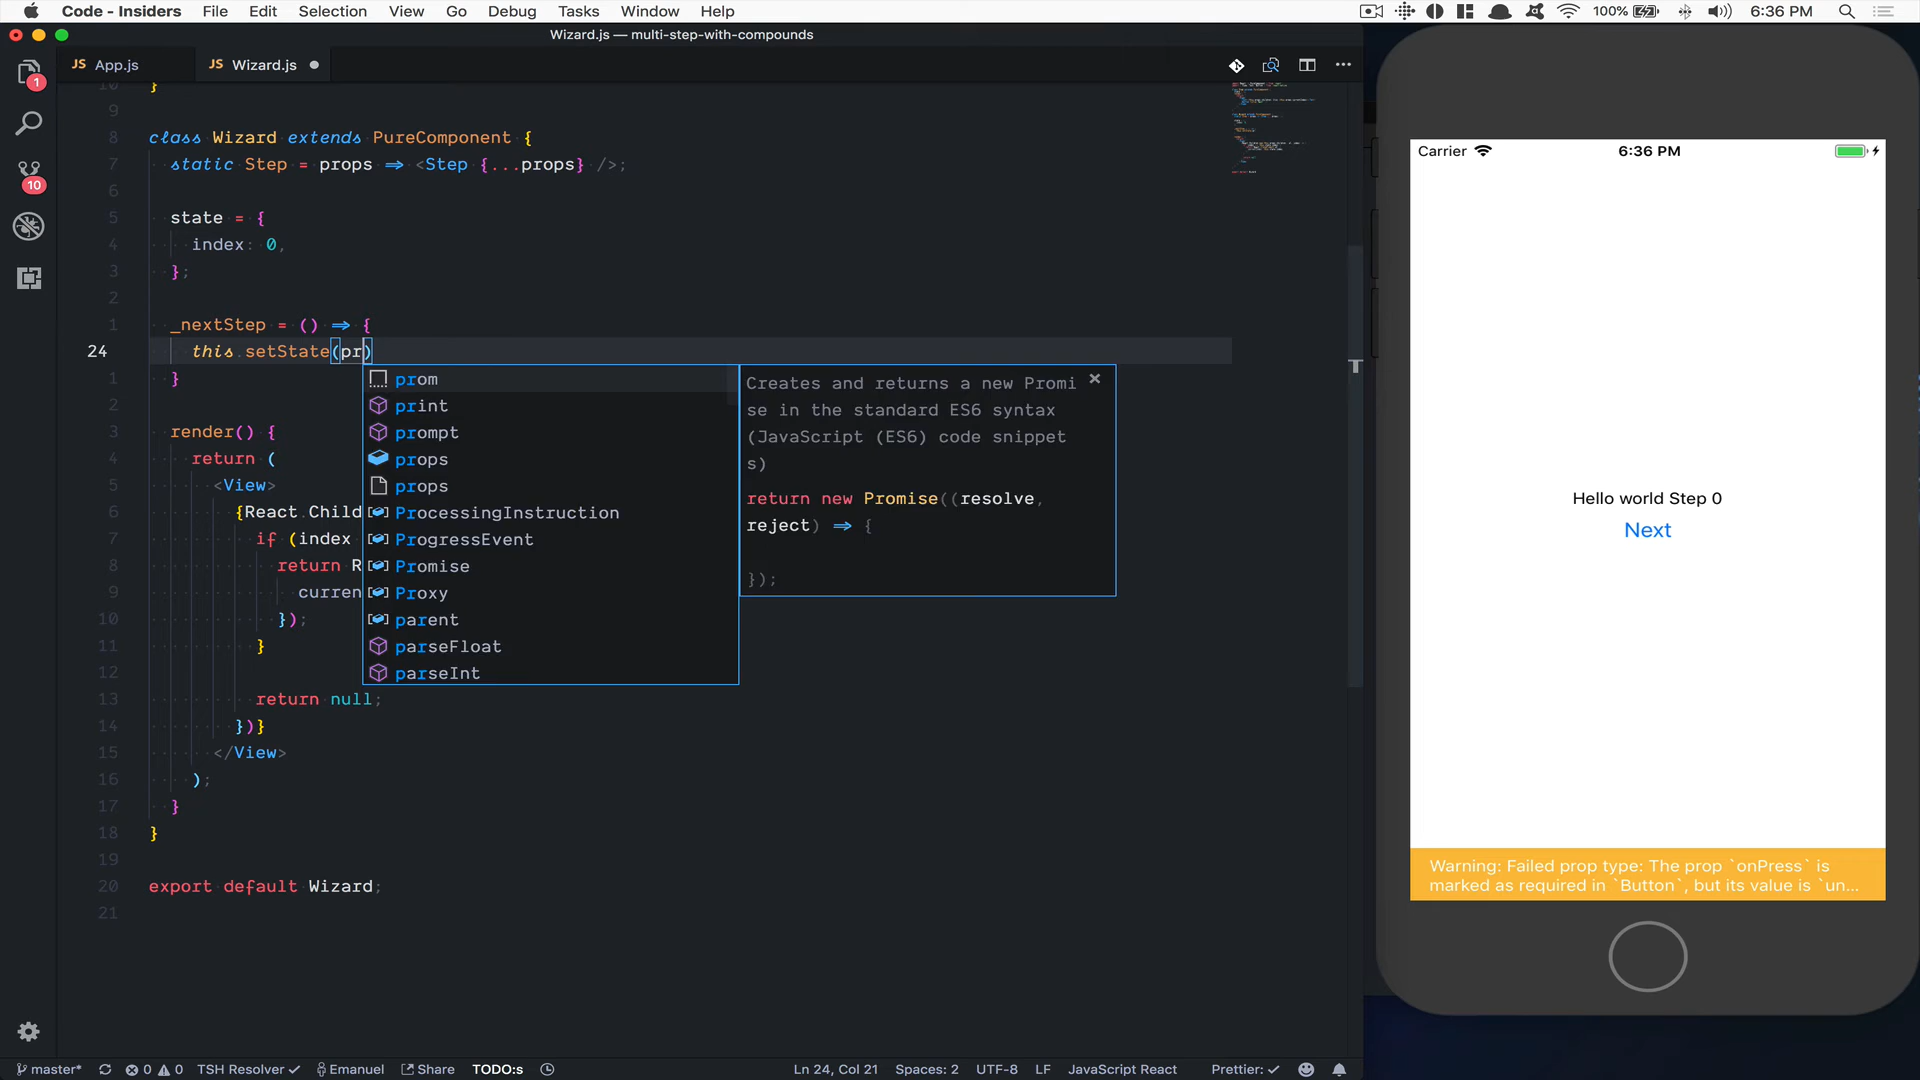 Code - Insiders File Edit Selection View Go Debug Tasks Window Help 100% 6:36 PM
Wizard.js — multi-step-with-compounds
JS App.js JS Wizard.js
1
10
10 }
9
8 class Wizard extends PureComponent {
7 static Step = props => <Step {...props} />;
6
5 state = {
4 index: 0,
3 };
2
1 _nextStep = () => {
24 this.setState(pr)
1 }
2
3 render() {
4 return (
5 <View>
6 {React.Child
7 if (index
8 return R
9 curren
10 });
11 }
12
13 return null;
14 })}
15 </View>
16 );
17 }
18 }
19
20 export default Wizard;
21
prom
print
prompt
props
props
ProcessingInstruction
ProgressEvent
Promise
Proxy
parent
parseFloat
parseInt
Creates and returns a new Promi
se in the standard ES6 syntax
(JavaScript (ES6) code snippet
s)
return new Promise((resolve,
reject) => {
});
Carrier 6:36 PM
Hello world Step 0
Next
Warning: Failed prop type: The prop `onPress` is
marked as required in `Button`, but its value is `un...
master* 0 0 TSH Resolver Emanuel Share TODO:s Ln 24, Col 21 Spaces: 2 UTF-8 LF JavaScript React Prettier: